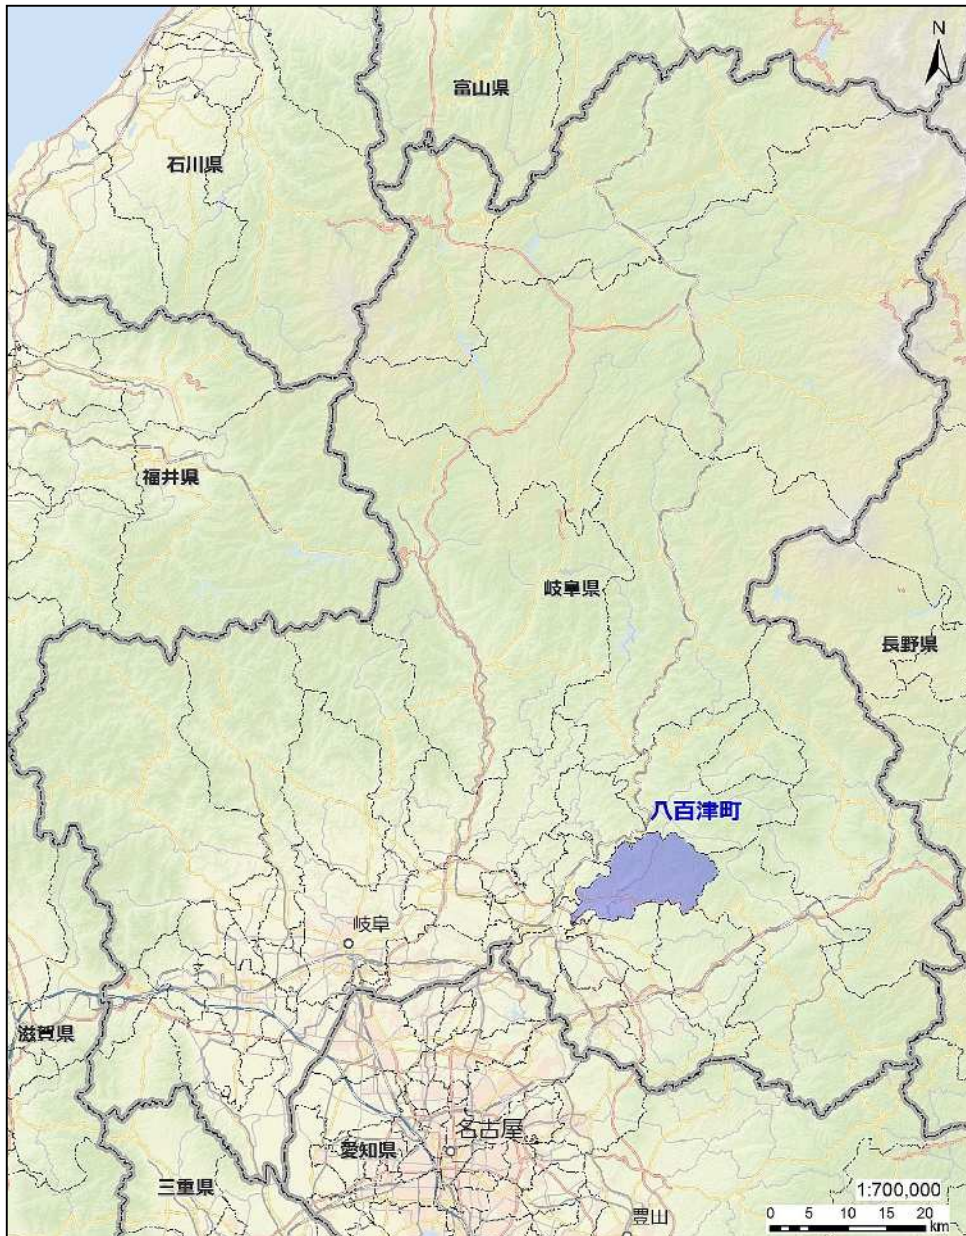 N
富山県
石川県
福井県
岐阜県
長野県
八百津町
岐阜
滋賀県
名古屋
愛知県
三重県
1:700,000
豊山
0 5 10 15 20
km